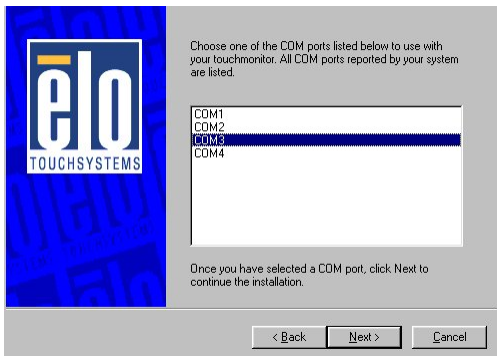 Choose one of the COM ports listed below to use with
your touchmonitor. All COM ports reported by your system
are listed.
ēlo
TOUCHSYSTEMS
COM1
COM2
COM3
COM4
Once you have selected a COM port, click Next to
continue the installation.
< Back
Next >
Cancel